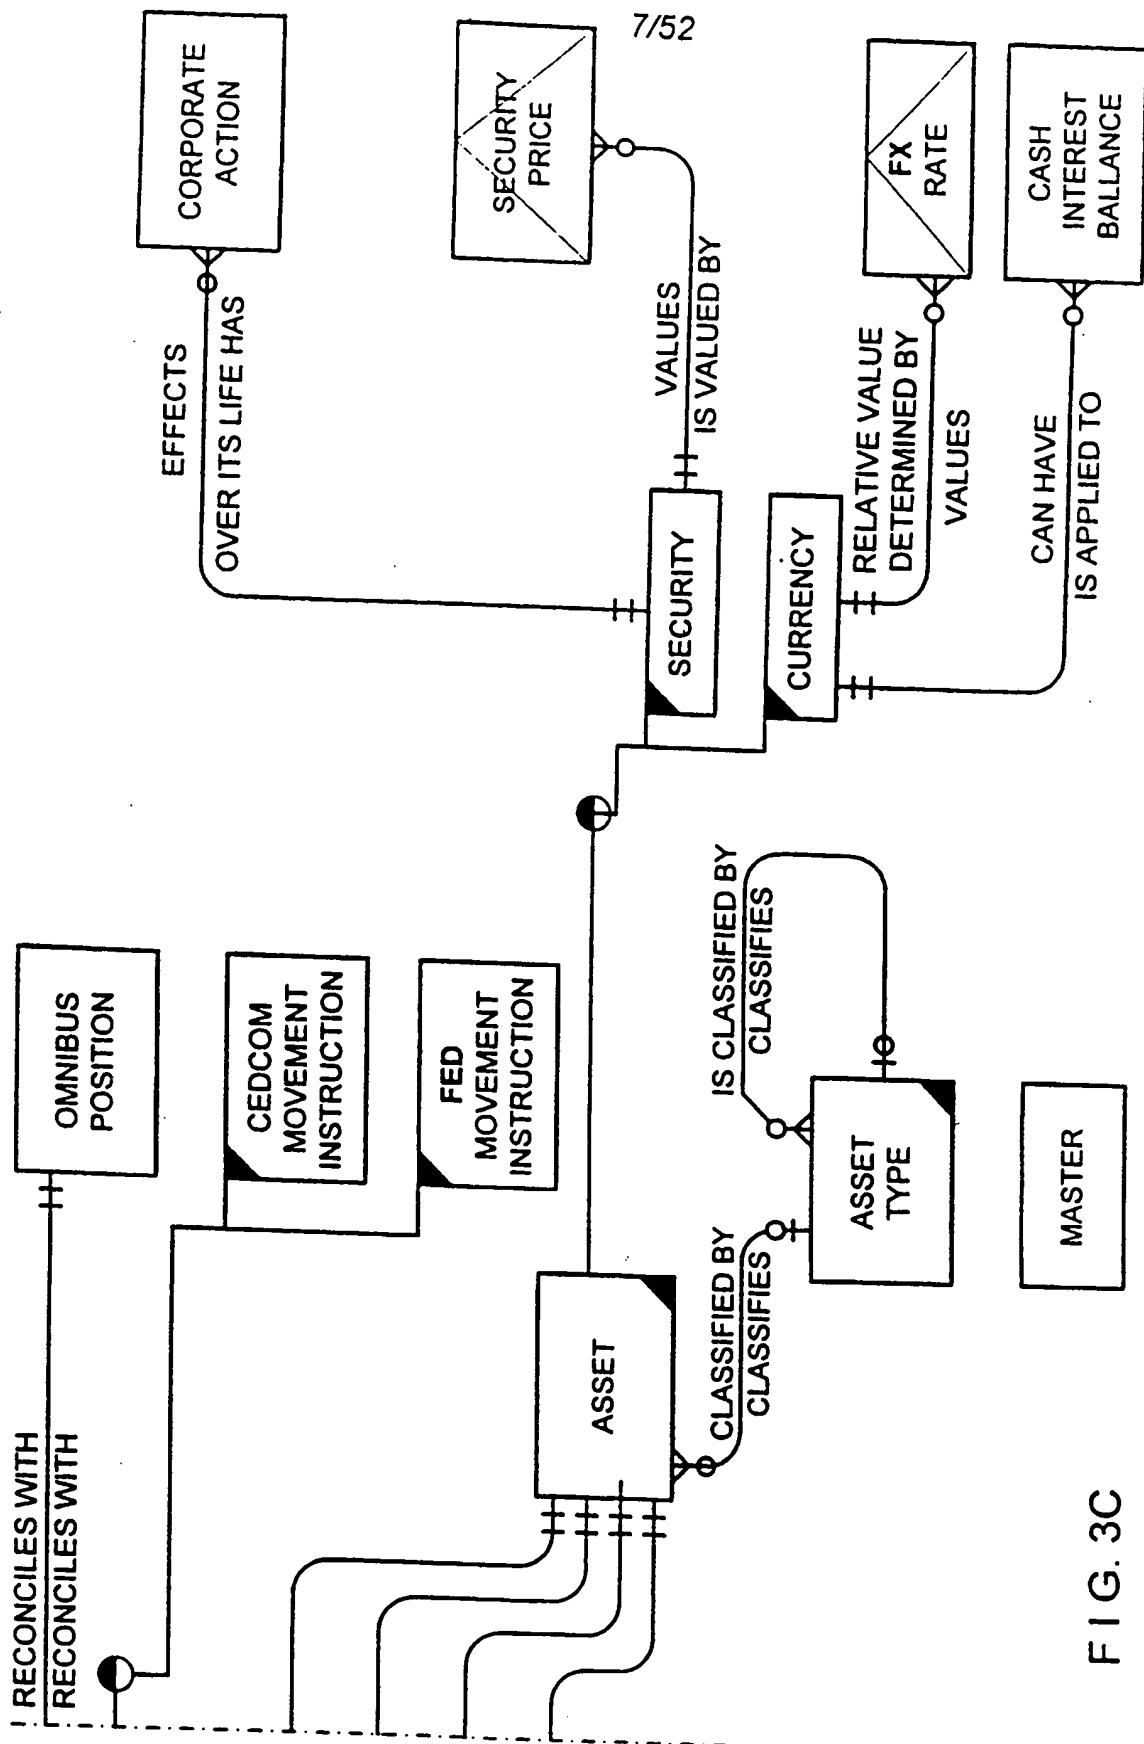 7/52
RECONCILES WITH
RECONCILES WITH
OMNIBUS
POSITION
CEDCOM
MOVEMENT
INSTRUCTION
FED
MOVEMENT
INSTRUCTION
ASSET
CLASSIFIED BY
CLASSIFIES
ASSET
TYPE
IS CLASSIFIED BY
CLASSIFIES
MASTER
EFFECTS
OVER ITS LIFE HAS
CORPORATE
ACTION
SECURITY
VALUES
IS VALUED BY
SECURITY
PRICE
CURRENCY
RELATIVE VALUE
DETERMINED BY
VALUES
FX
RATE
CAN HAVE
IS APPLIED TO
CASH
INTEREST
BALLANCE
FIG. 3C